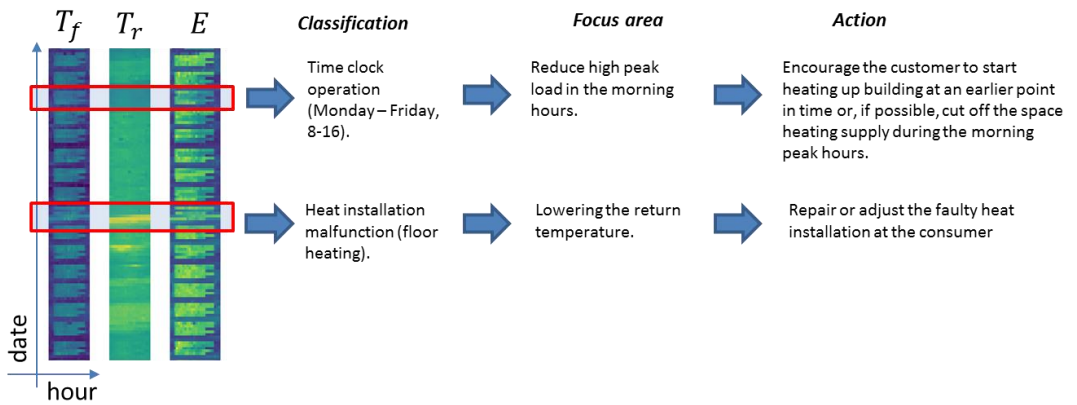 T_f T_r E Classification Focus area Action
Time clock
operation
(Monday – Friday,
8-16).
Reduce high peak
load in the morning
hours.
Encourage the customer to start
heating up building at an earlier point
in time or, if possible, cut off the space
heating supply during the morning
peak hours.
Heat installation
malfunction (floor
heating).
Lowering the return
temperature.
Repair or adjust the faulty heat
installation at the consumer
date
hour